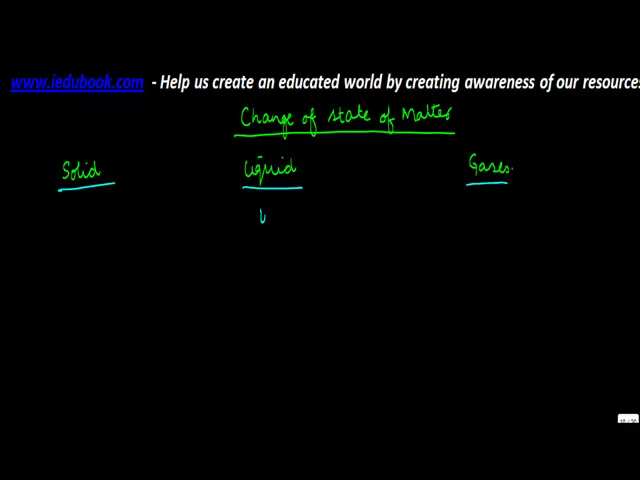 www.iedubook.com - Help us create an educated world by creating awareness of our resources
Change of state of Matter
Solid Liquid Gases.